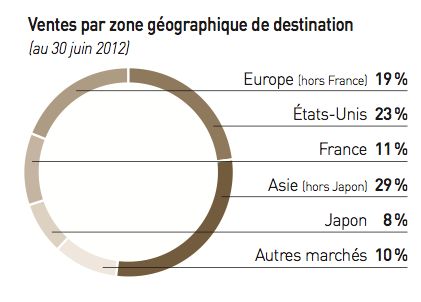 Ventes par zone géographique de destination
(au 30 juin 2012)
Europe (hors France) 19 %
États-Unis 23 %
France 11 %
Asie (hors Japon) 29 %
Japon 8 %
Autres marchés 10 %